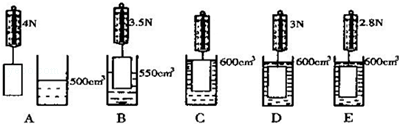 4N 3.5N 3N 2.8N
500cm³ 550cm³ 600cm³ 600cm³ 600cm³
A B C D E